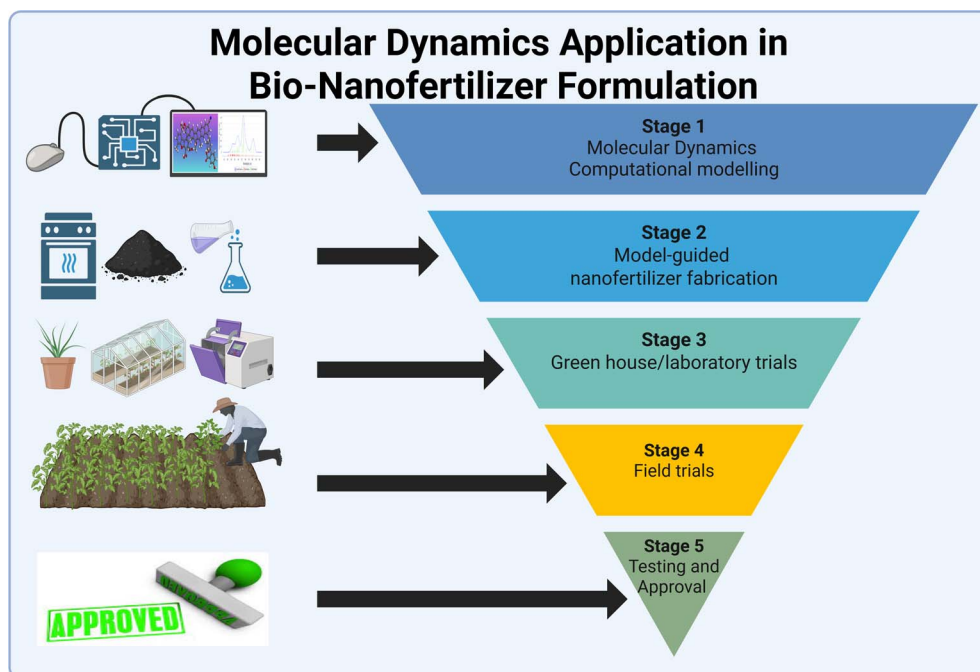 Molecular Dynamics Application in
Bio-Nanofertilizer Formulation
Stage 1
Molecular Dynamics
Computational modelling
Stage 2
Model-guided
nanofertilizer fabrication
Stage 3
Green house/laboratory trials
Stage 4
Field trials
Stage 5
Testing and
Approval
APPROVED